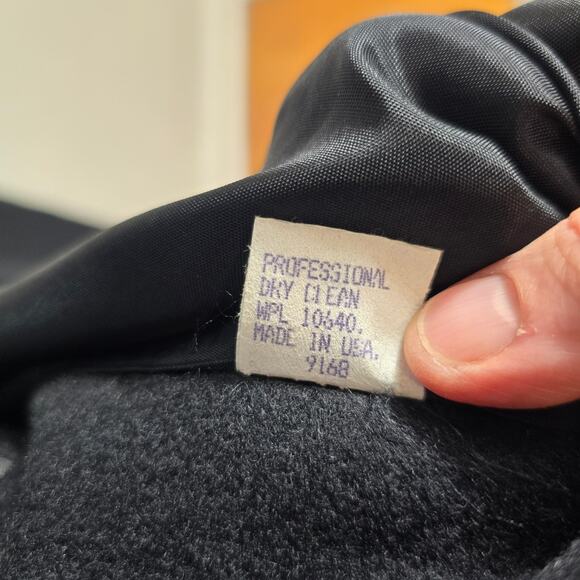 PROFESSIONAL
DRY CLEAN
WPL 10640.
MADE IN USA.
9168